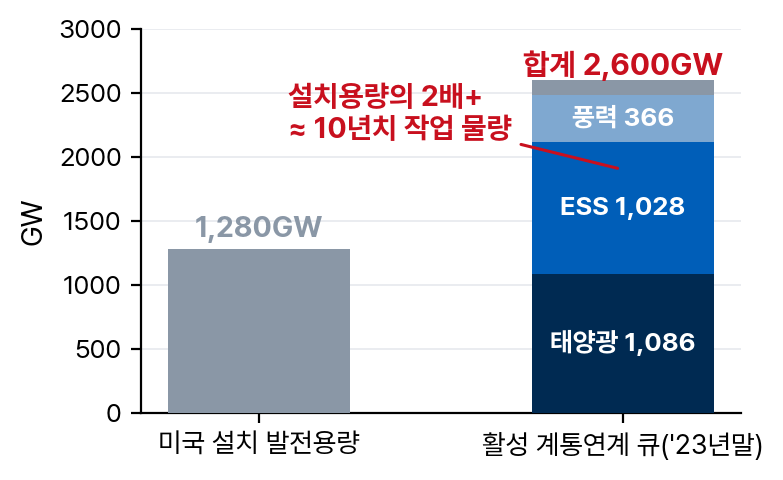 3000
2500
2000
1500
1000
500
0
GW
합계 2,600GW
설치용량의 2배+
≈ 10년치 작업 물량
풍력 366
ESS 1,028
1,280GW
태양광 1,086
미국 설치 발전용량
활성 계통연계 큐('23년말)